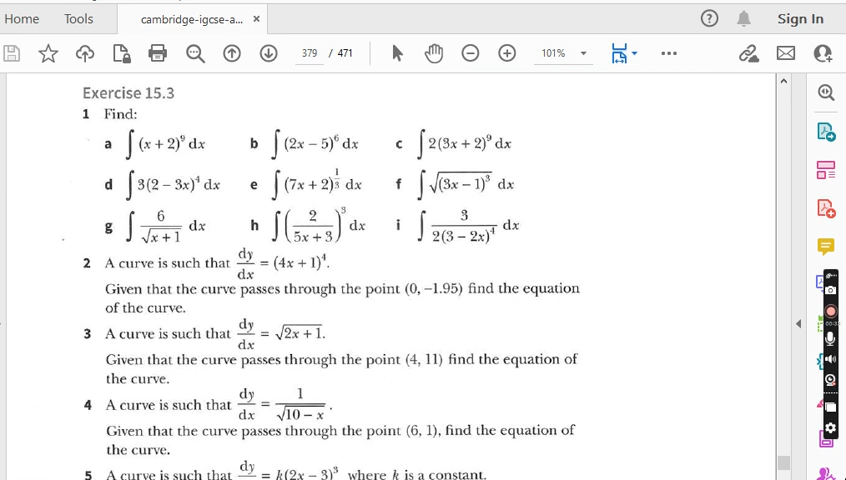 Home Tools cambridge-igcse-a... × Sign In
379 / 471 101%
Exercise 15.3
1 Find:
a ∫ (x + 2)⁹ dx b ∫ (2x – 5)⁶ dx c ∫ 2(3x + 2)⁹ dx
d ∫ 3(2 – 3x)⁴ dx e ∫ (7x + 2)^(1/3) dx f ∫ √((3x – 1)³) dx
g ∫ 6/√(x + 1) dx h ∫ (2/(5x + 3))³ dx i ∫ 3/(2(3 – 2x)⁴) dx
2 A curve is such that dy/dx = (4x + 1)⁴.
Given that the curve passes through the point (0, –1.95) find the equation
of the curve.
3 A curve is such that dy/dx = √(2x + 1).
Given that the curve passes through the point (4, 11) find the equation of
the curve.
4 A curve is such that dy/dx = 1/√(10 – x).
Given that the curve passes through the point (6, 1), find the equation of
the curve.
5 A curve is such that dy = k(2x – 3)³ where k is a constant.